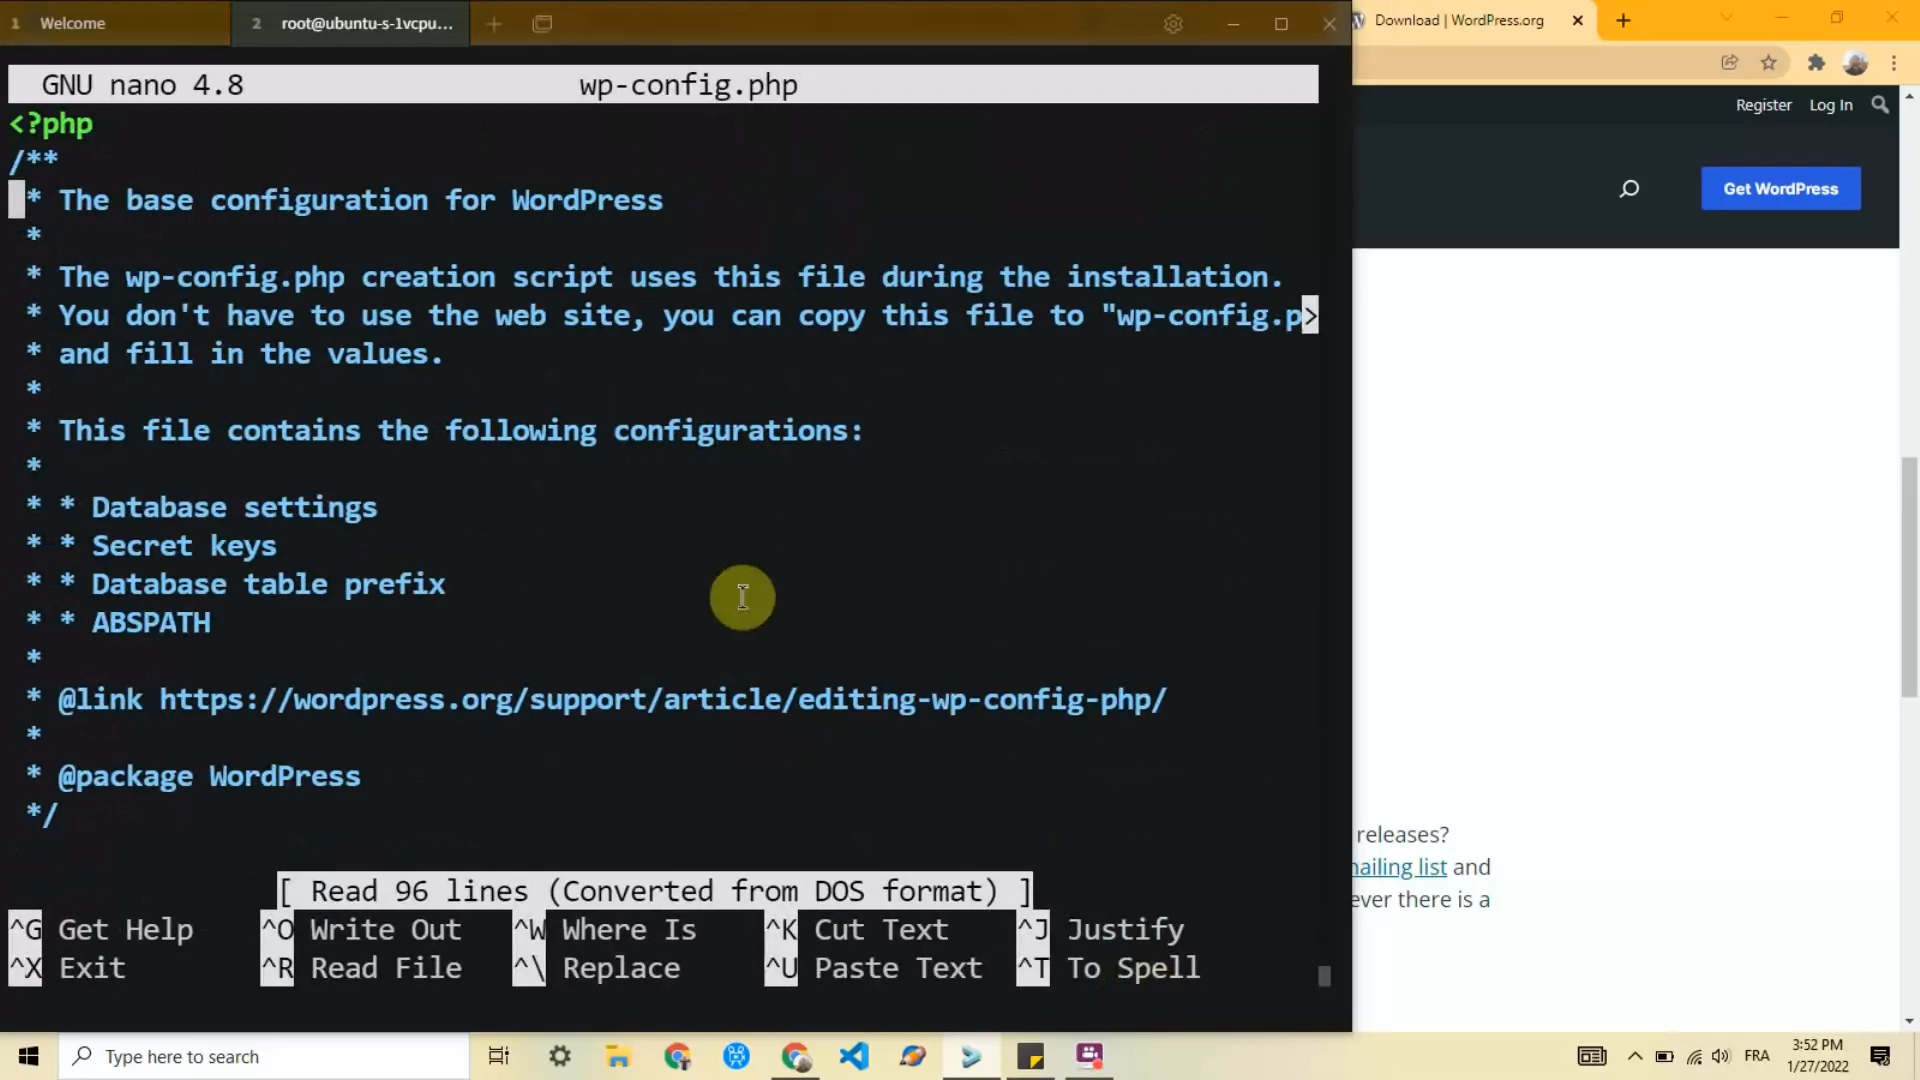 1 Welcome
2 root@ubuntu-s-1vcpu...
Download | WordPress.org
GNU nano 4.8 wp-config.php
<?php
/**
* The base configuration for WordPress
*
* The wp-config.php creation script uses this file during the installation.
* You don't have to use the web site, you can copy this file to "wp-config.p>
* and fill in the values.
*
* This file contains the following configurations:
*
* * Database settings
* * Secret keys
* * Database table prefix
* * ABSPATH
*
* @link https://wordpress.org/support/article/editing-wp-config-php/
*
* @package WordPress
*/
[ Read 96 lines (Converted from DOS format) ]
^G Get Help ^O Write Out ^W Where Is ^K Cut Text ^J Justify
^X Exit ^R Read File ^\ Replace ^U Paste Text ^T To Spell
Register Log In
Get WordPress
releases?
mailing list and
ever there is a
Type here to search
FRA
3:52 PM
1/27/2022